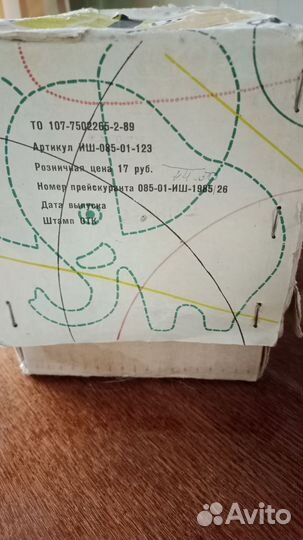 ТО 107-7502265-2-89
Артикул ИШ-085-01-123
Розничная цена 17 руб.
Номер прейскуранта 085-01-ИШ-1985/26
Дата выпуска
Штамп ОТК
Avito